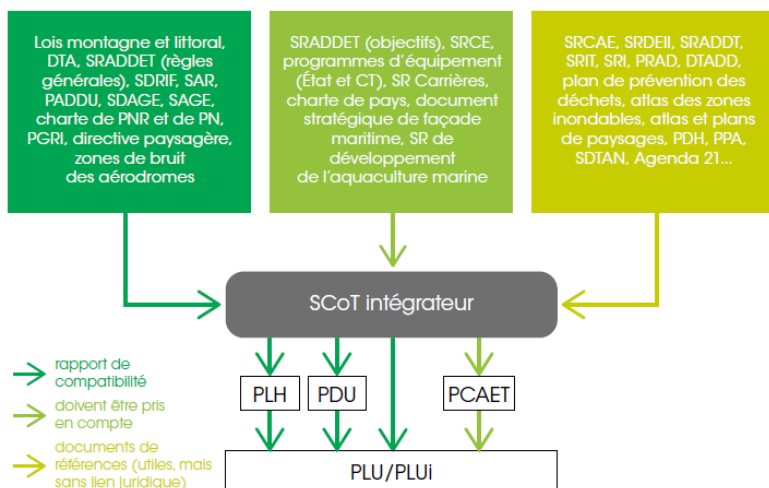 Lois montagne et littoral,
DTA, SRADDET (règles
générales), SDRIF, SAR,
PADDU, SDAGE, SAGE,
charte de PNR et de PN,
PGRI, directive paysagère,
zones de bruit
des aérodromes
SRADDET (objectifs), SRCE,
programmes d'équipement
(État et CT), SR Carrières,
charte de pays, document
stratégique de façade
maritime, SR de
développement
de l'aquaculture marine
SRCAE, SRDEII, SRADDT,
SRIT, SRI, PRAD, DTADD,
plan de prévention des
déchets, atlas des zones
inondables, atlas et plans
de paysages, PDH, PPA,
SDTAN, Agenda 21...
SCoT intégrateur
rapport de
compatibilité
doivent être pris
en compte
documents de
références (utiles, mais
sans lien juridique)
PLH
PDU
PCAET
PLU/PLUi